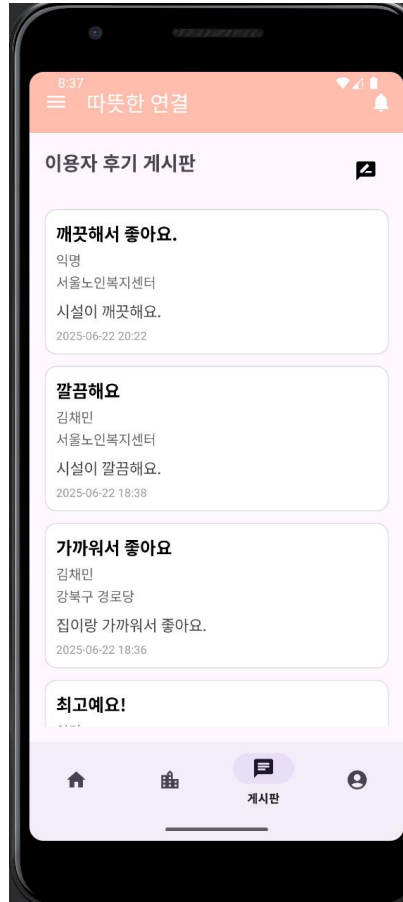 8:37
따뜻한 연결
이용자 후기 게시판
깨끗해서 좋아요.
익명
서울노인복지센터
시설이 깨끗해요.
2025-06-22 20:22
깔끔해요
김채민
서울노인복지센터
시설이 깔끔해요.
2025-06-22 18:38
가까워서 좋아요
김채민
강북구 경로당
집이랑 가까워서 좋아요.
2025-06-22 18:36
최고예요!
게시판